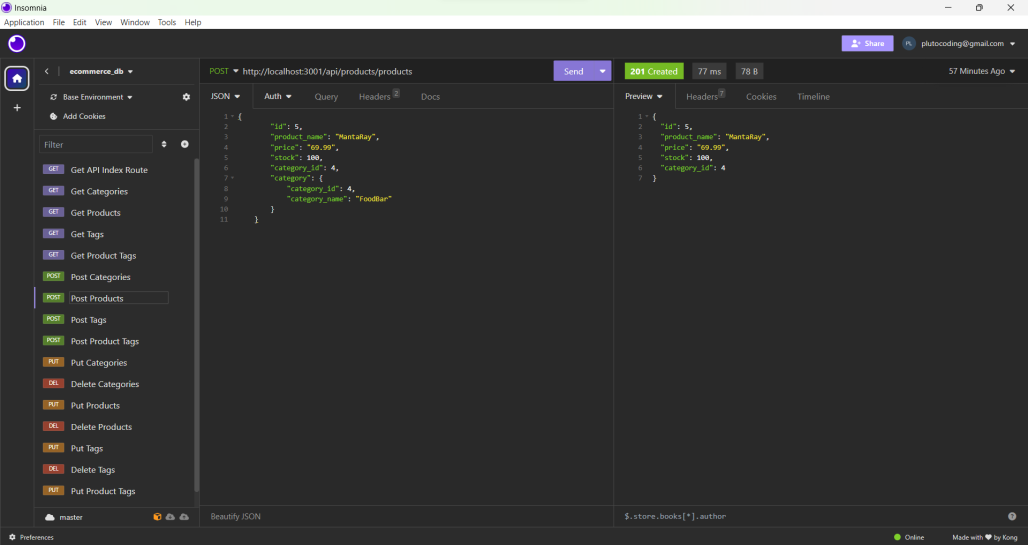 Insomnia
Application File Edit View Window Tools Help
Share
PL plutocoding@gmail.com
ecommerce_db
POST http://localhost:3001/api/products/products
Send
201 Created 77 ms 78 B
57 Minutes Ago
Base Environment
Add Cookies
JSON Auth Query Headers 2 Docs
Preview Headers 7 Cookies Timeline
Filter
GET Get API Index Route
GET Get Categories
GET Get Products
GET Get Tags
GET Get Product Tags
POST Post Categories
POST Post Products
POST Post Tags
POST Post Product Tags
PUT Put Categories
DEL Delete Categories
PUT Put Products
DEL Delete Products
PUT Put Tags
DEL Delete Tags
PUT Put Product Tags
1 {
2 "id": 5,
3 "product_name": "MantaRay",
4 "price": "69.99",
5 "stock": 100,
6 "category_id": 4,
7 "category": {
8 "category_id": 4,
9 "category_name": "FoodBar"
10 }
11 }
1 {
2 "id": 5,
3 "product_name": "MantaRay",
4 "price": "69.99",
5 "stock": 100,
6 "category_id": 4
7 }
master
Beautify JSON
$.store.books[*].author
Preferences
Online
Made with ♥ by Kong